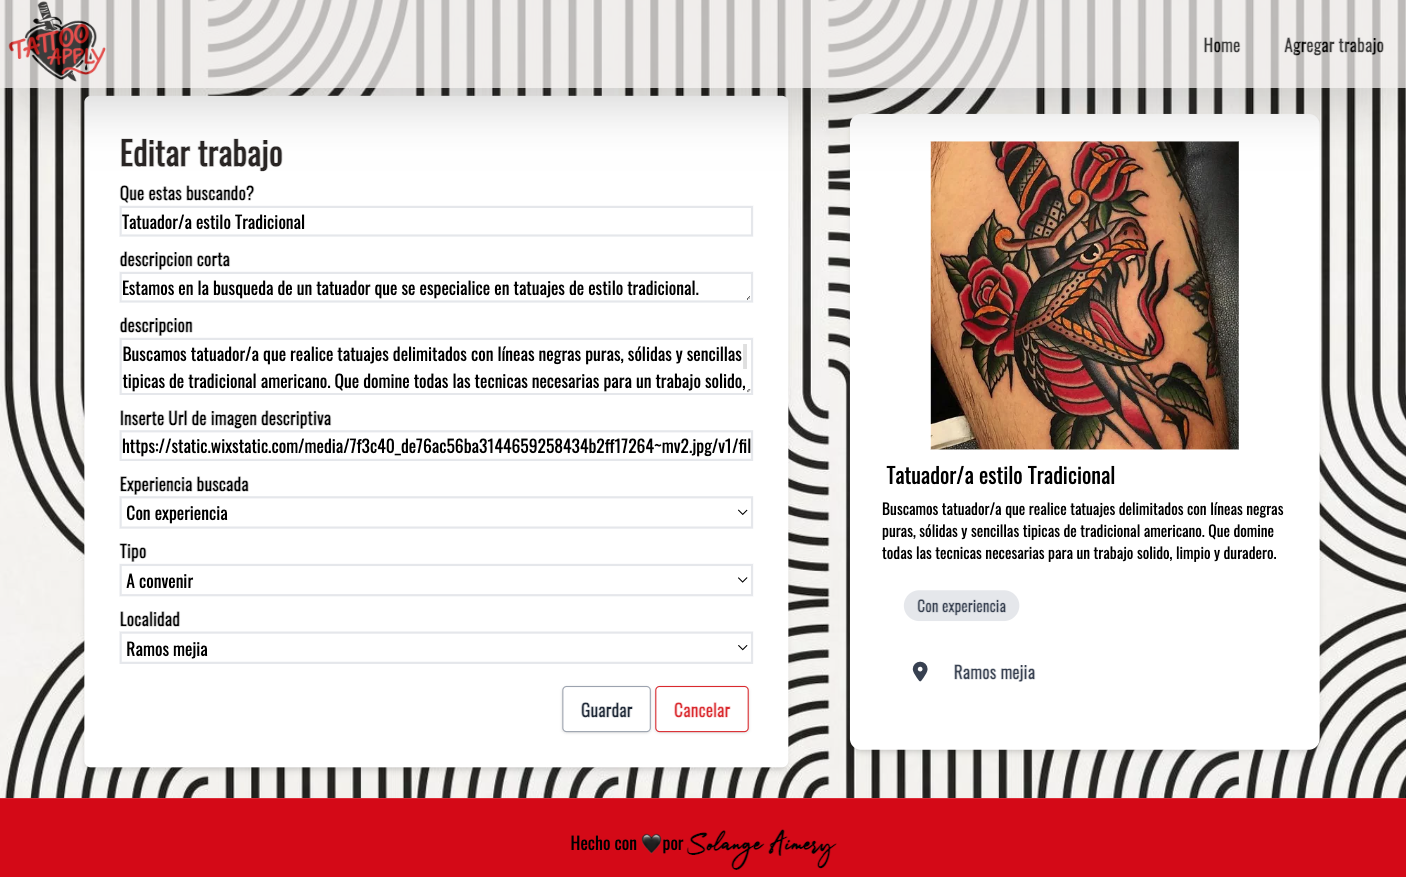 TATTOO
APPLY
Home
Agregar trabajo
Editar trabajo
Que estas buscando?
Tatuador/a estilo Tradicional
descripcion corta
Estamos en la busqueda de un tatuador que se especialice en tatuajes de estilo tradicional.
descripcion
Buscamos tatuador/a que realice tatuajes delimitados con líneas negras puras, sólidas y sencillas
tipicas de tradicional americano. Que domine todas las tecnicas necesarias para un trabajo solido,
Inserte Url de imagen descriptiva
https://static.wixstatic.com/media/7f3c40_de76ac56ba3144659258434b2ff17264~mv2.jpg/v1/fil
Experiencia buscada
Con experiencia
Tipo
A convenir
Localidad
Ramos mejia
Guardar
Cancelar
Tatuador/a estilo Tradicional
Buscamos tatuador/a que realice tatuajes delimitados con líneas negras
puras, sólidas y sencillas tipicas de tradicional americano. Que domine
todas las tecnicas necesarias para un trabajo solido, limpio y duradero.
Con experiencia
Ramos mejia
Hecho con 🖤por Solange Aimery